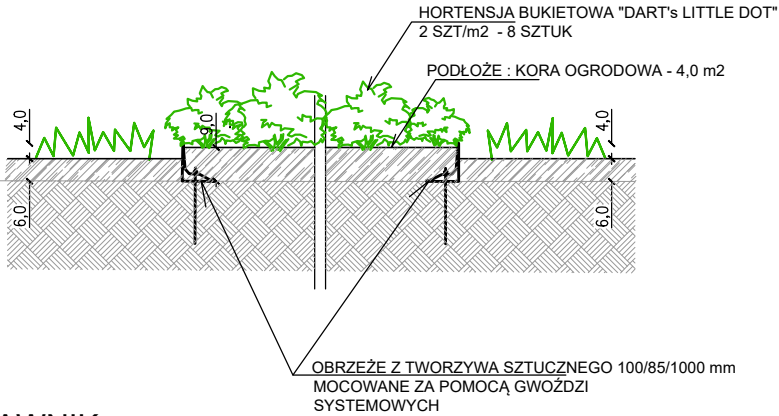 HORTENSJA BUKIETOWA "DART's LITTLE DOT"
2 SZT/m2 - 8 SZTUK
PODŁOŻE : KORA OGRODOWA - 4,0 m2
4,0
9,0
4,0
6,0
6,0
OBRZEŻE Z TWORZYWA SZTUCZNEGO 100/85/1000 mm
MOCOWANE ZA POMOCĄ GWOŹDZI
SYSTEMOWYCH